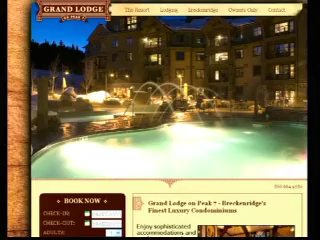 GRAND LODGE
ON PEAK 7
The Resort
Lodging
Breckenridge
Owners Only
Contact
BOOK NOW
CHECK-IN:
CHECK-OUT:
ADULTS:
Grand Lodge on Peak 7 - Breckenridge's
Finest Luxury Condominiums
Enjoy sophisticated
accommodations and